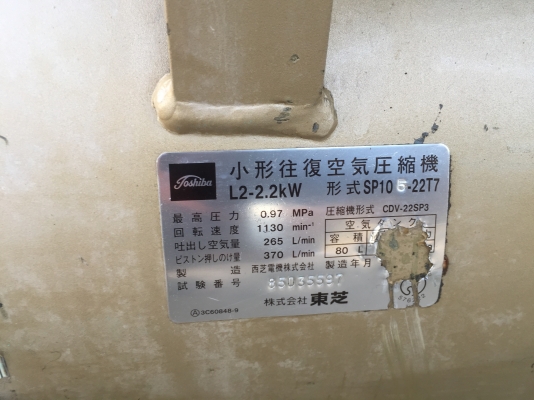 Toshiba
小形往復空気圧縮機
L2-2.2kW 形式 SP10 5-22T7
最高圧力 0.97 MPa 圧縮機形式 CDV-22SP3
回転速度 1130 min⁻¹ 空気タンク
吐出し空気量 265 L/min 容積
ピストン押しのけ量 370 L/min 80 L
製造 西芝電機株式会社 製造年月
試験番号
株式会社 東芝
Ⓐ 3C60846-9